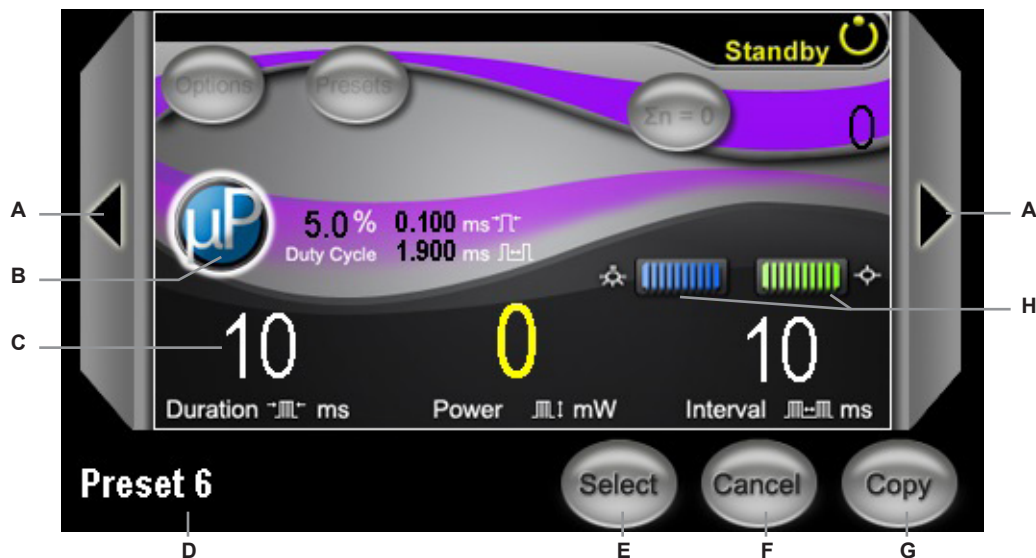 Standby
Options Presets Σn = 0 0
A A
µP 5.0 % 0.100 ms
Duty Cycle 1.900 ms
B
H
C 10 0 10
Duration ms Power mW Interval ms
Preset 6 Select Cancel Copy
D E F G